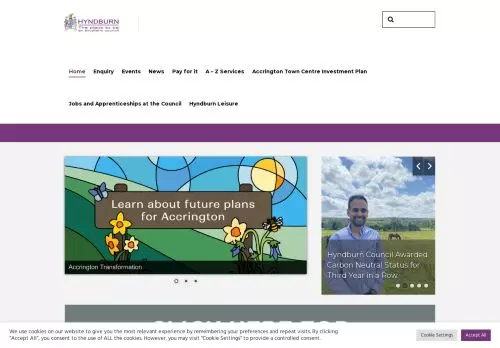 HYNDBURN
The place to be
an excellent council
Home
Enquiry
Events
News
Pay for it
A – Z Services
Accrington Town Centre Investment Plan
Jobs and Apprenticeships at the Council
Hyndburn Leisure
Learn about future plans
for Accrington
Accrington Transformation
Hyndburn Council Awarded
Carbon Neutral Status for
Third Year in a Row
We use cookies on our website to give you the most relevant experience by remembering your preferences and repeat visits. By clicking
"Accept All", you consent to the use of ALL the cookies. However, you may visit "Cookie Settings" to provide a controlled consent.
Cookie Settings
Accept All